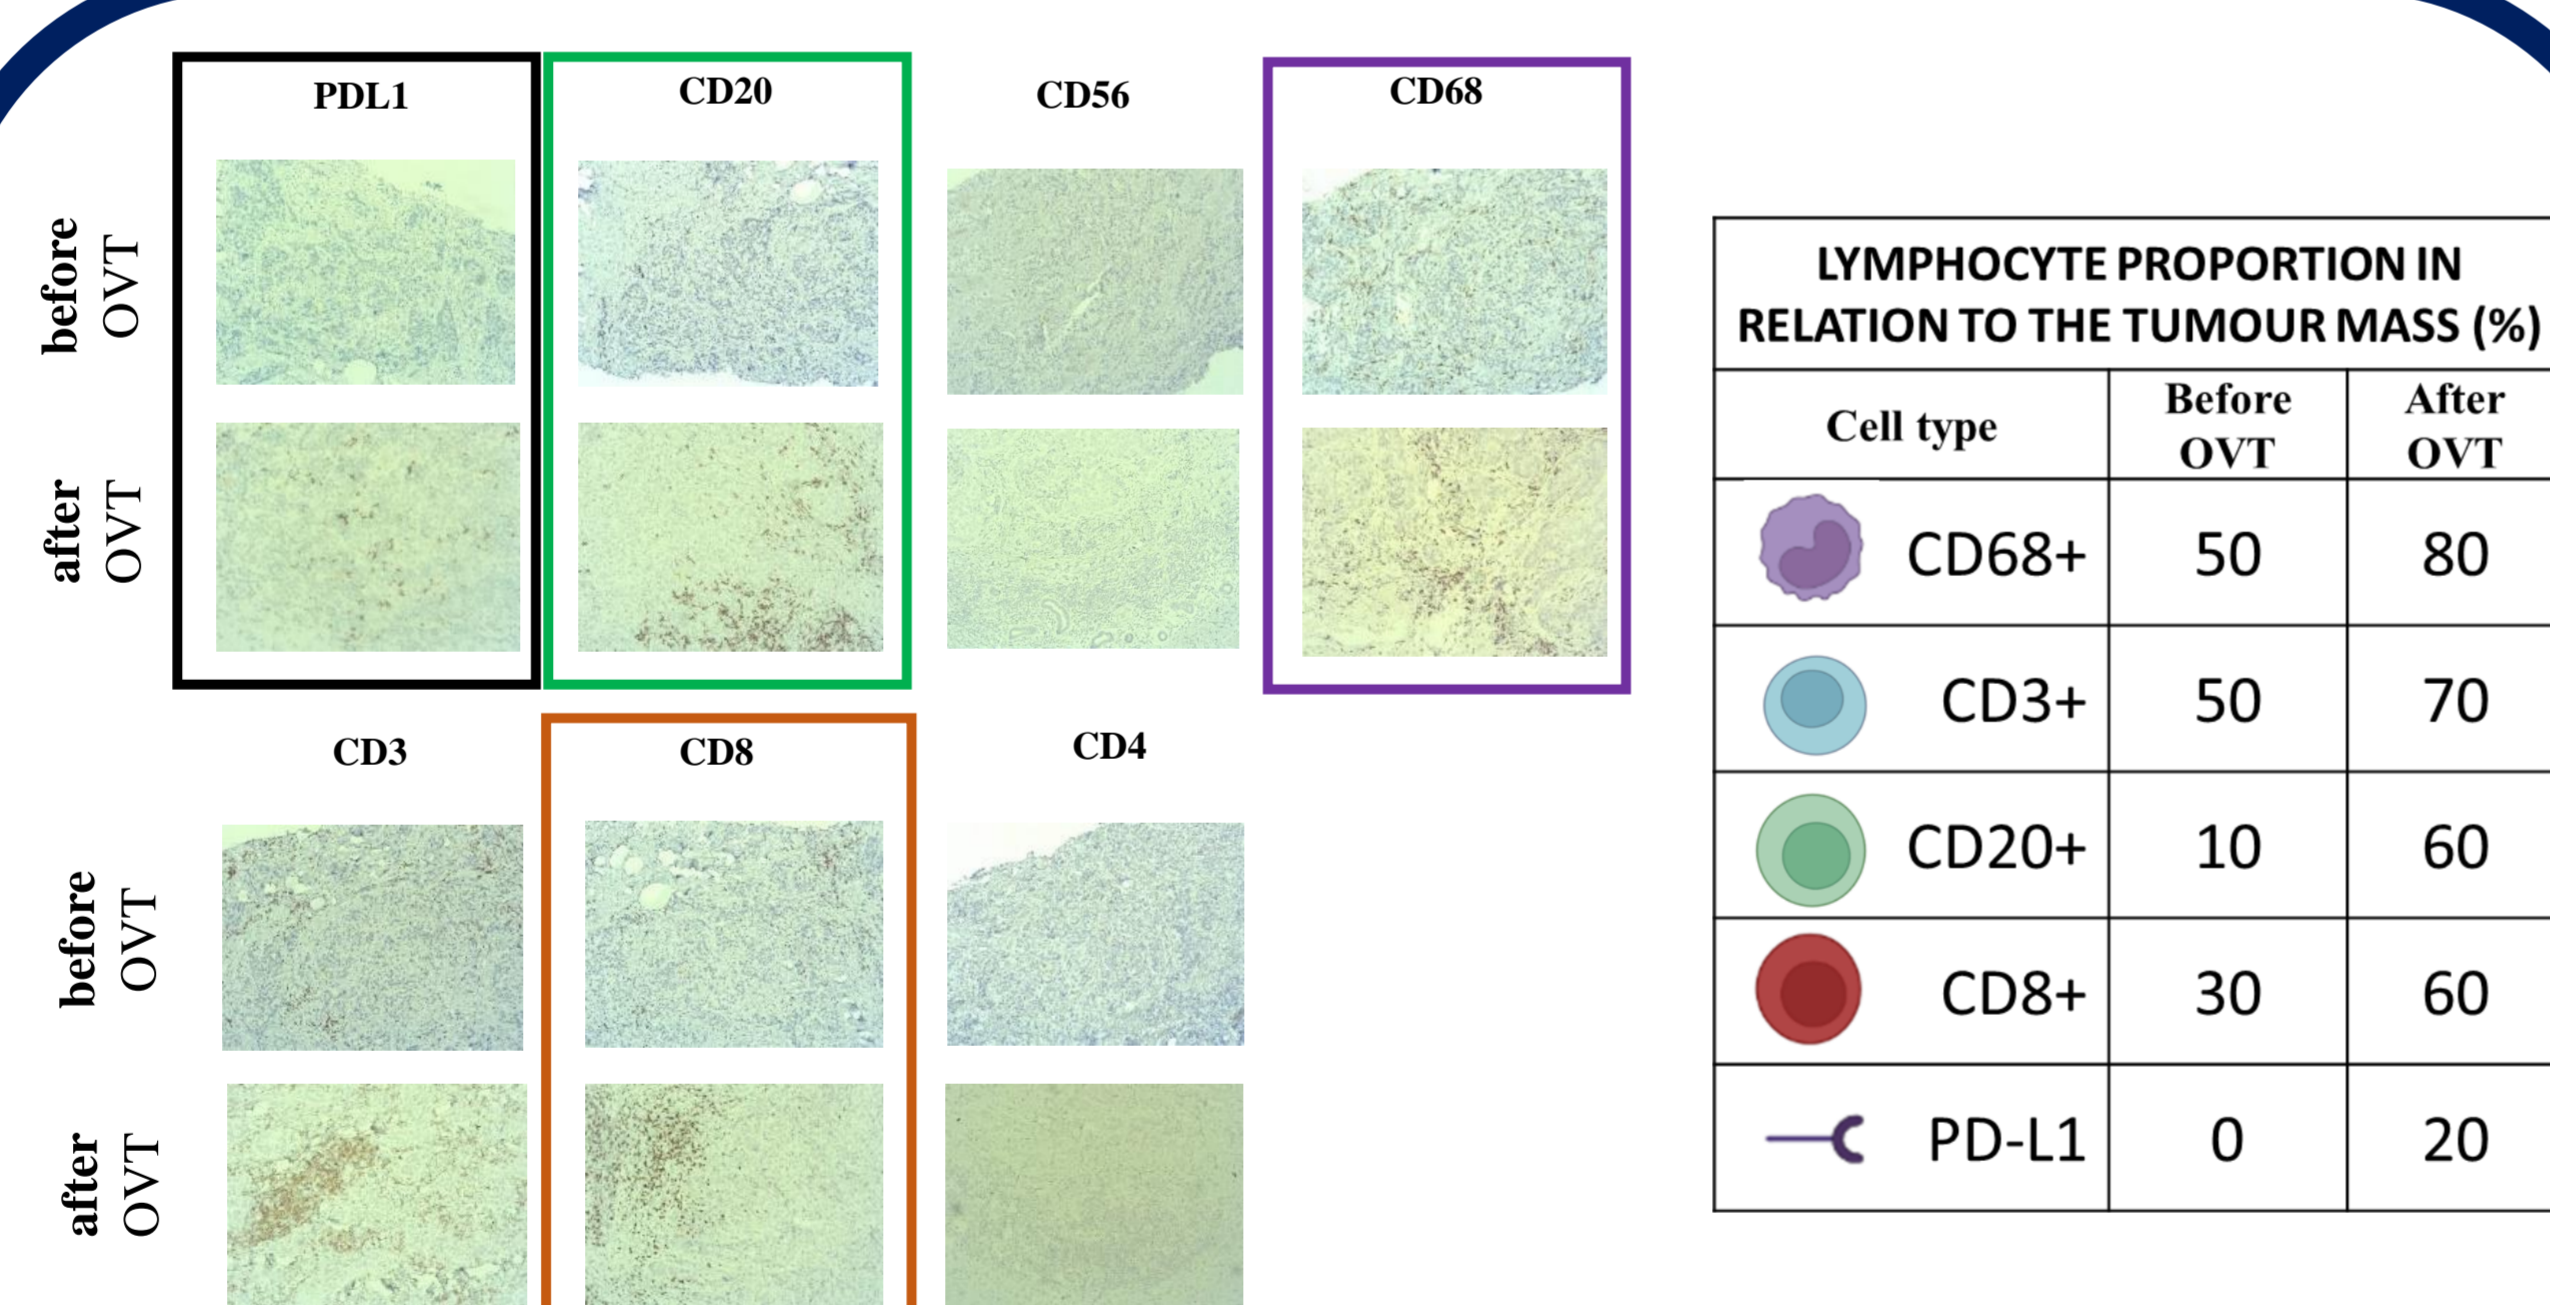 PDL1
CD20
CD56
CD68
before
OVT
after
OVT
CD3
CD8
CD4
before
OVT
after
OVT
LYMPHOCYTE PROPORTION IN
RELATION TO THE TUMOUR MASS (%)
Cell type
Before
OVT
After
OVT
CD68+ 50 80
CD3+ 50 70
CD20+ 10 60
CD8+ 30 60
PD-L1 0 20